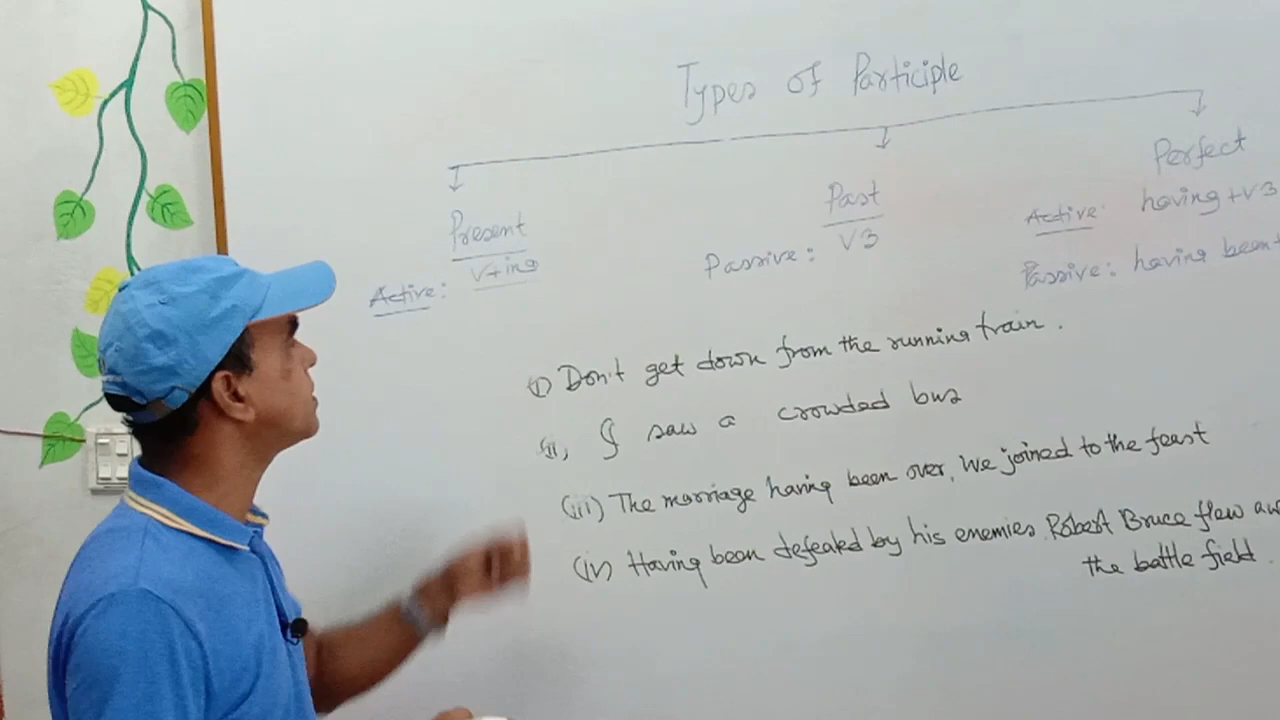 Types of Participle
Present
V+ing
Active:
Past
V3
Passive:
Perfect
Active: having+V3
Passive: having been+
(i) Don't get down from the running train.
(ii), I saw a crowded bus
(iii) The marriage having been over, we joined to the feast
(iv) Having been defeated by his enemies Robert Bruce flew aw
the battle field.